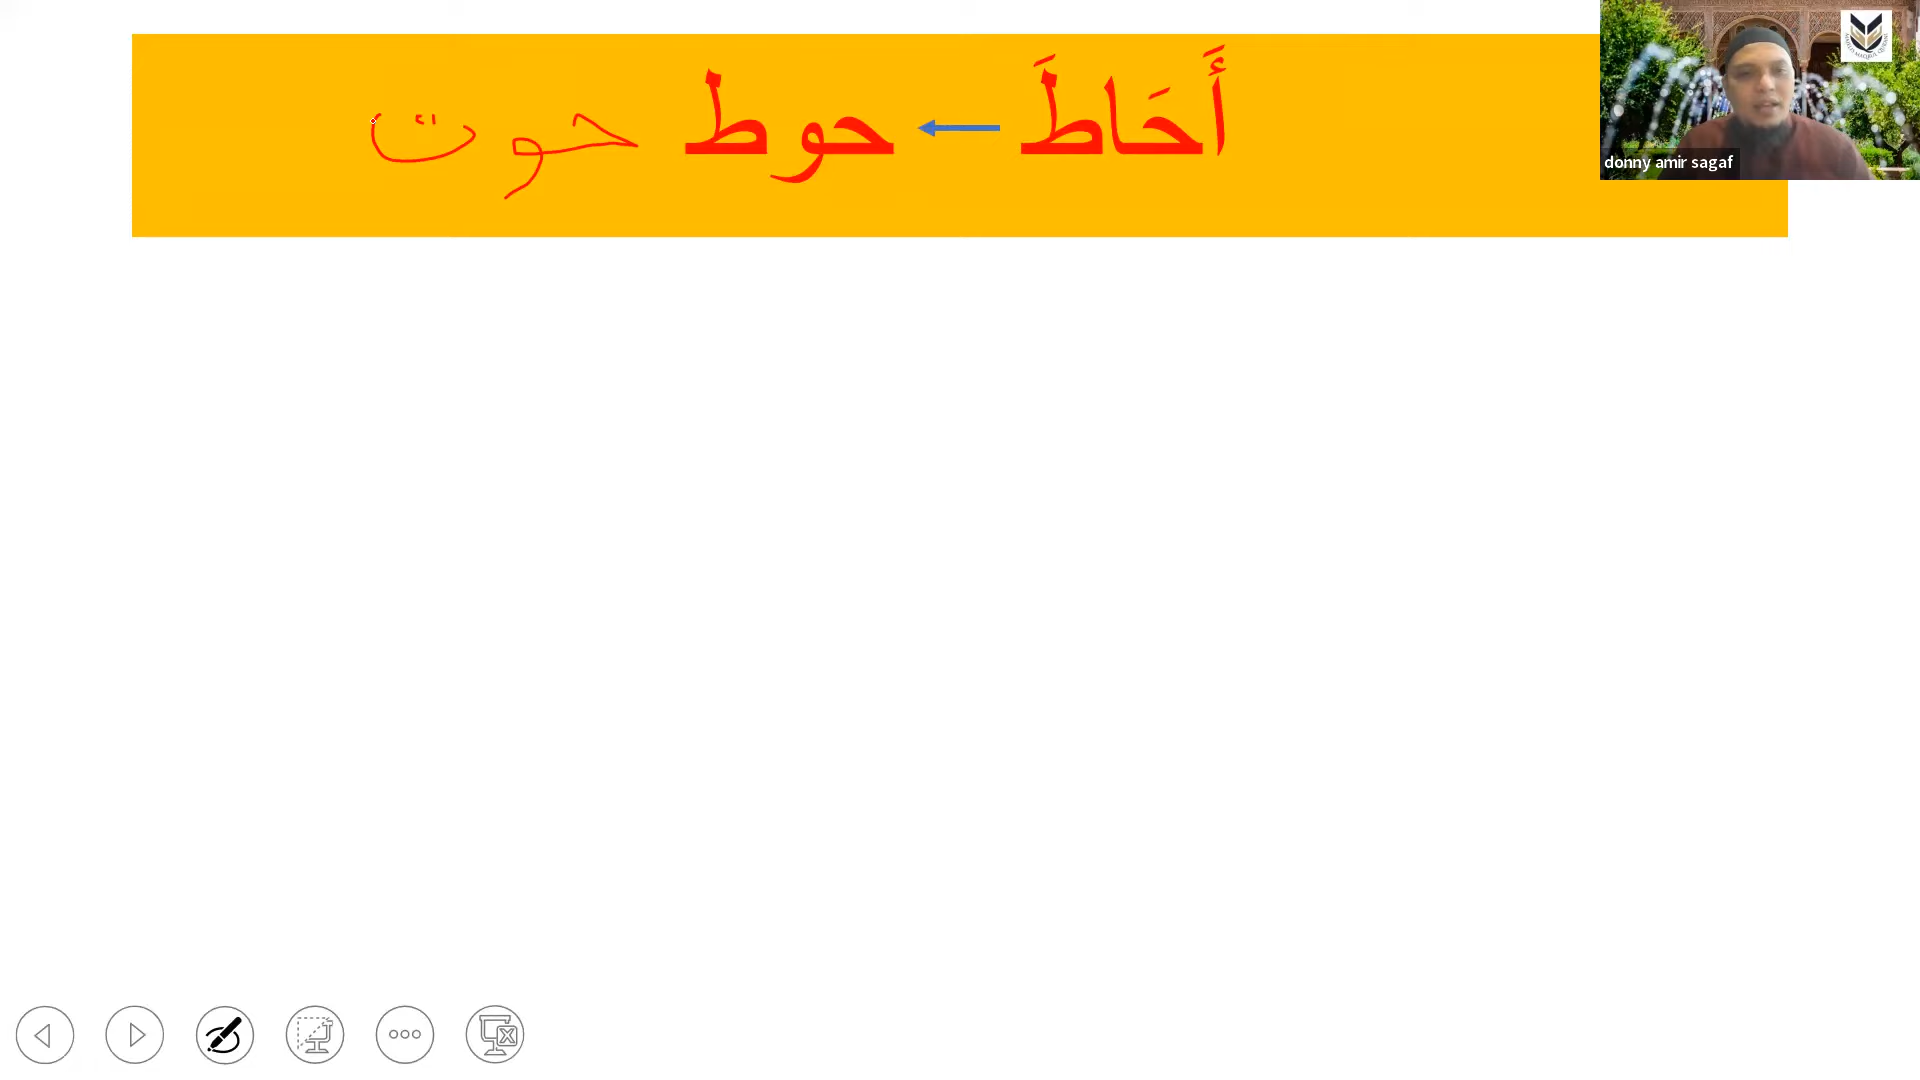 أَحَاطَ ← حوط حوت
donny amir sagaf